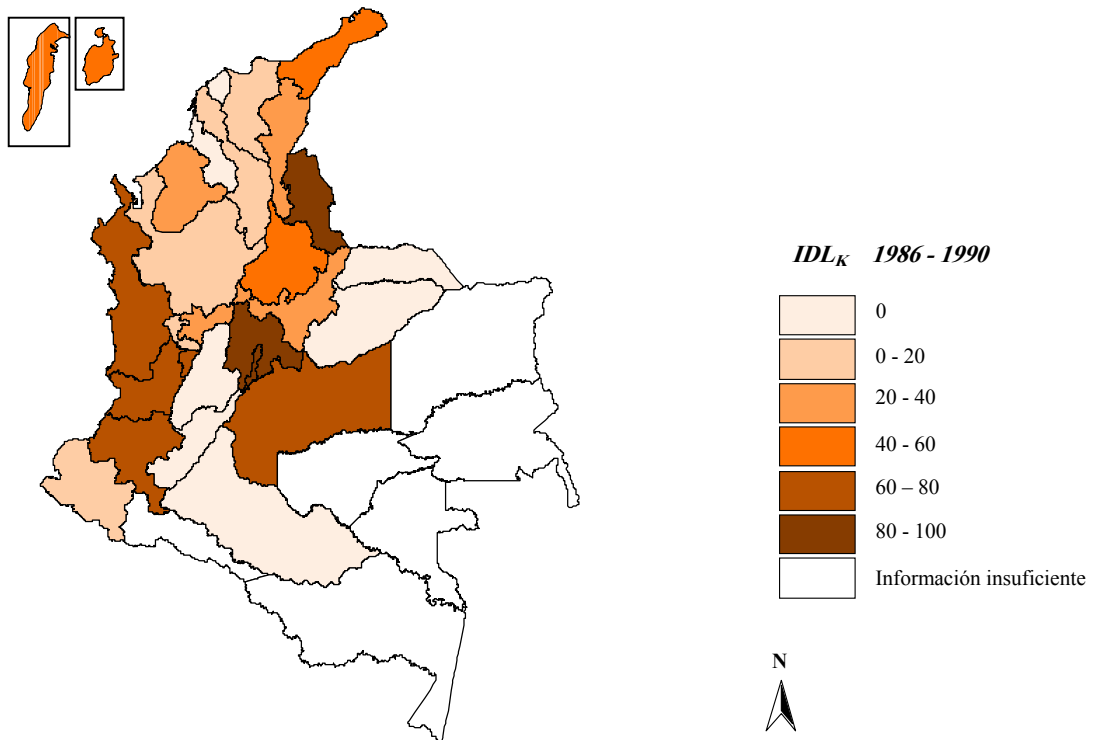 IDLK 1986 - 1990
0
0 - 20
20 - 40
40 - 60
60 – 80
80 - 100
Información insuficiente
N